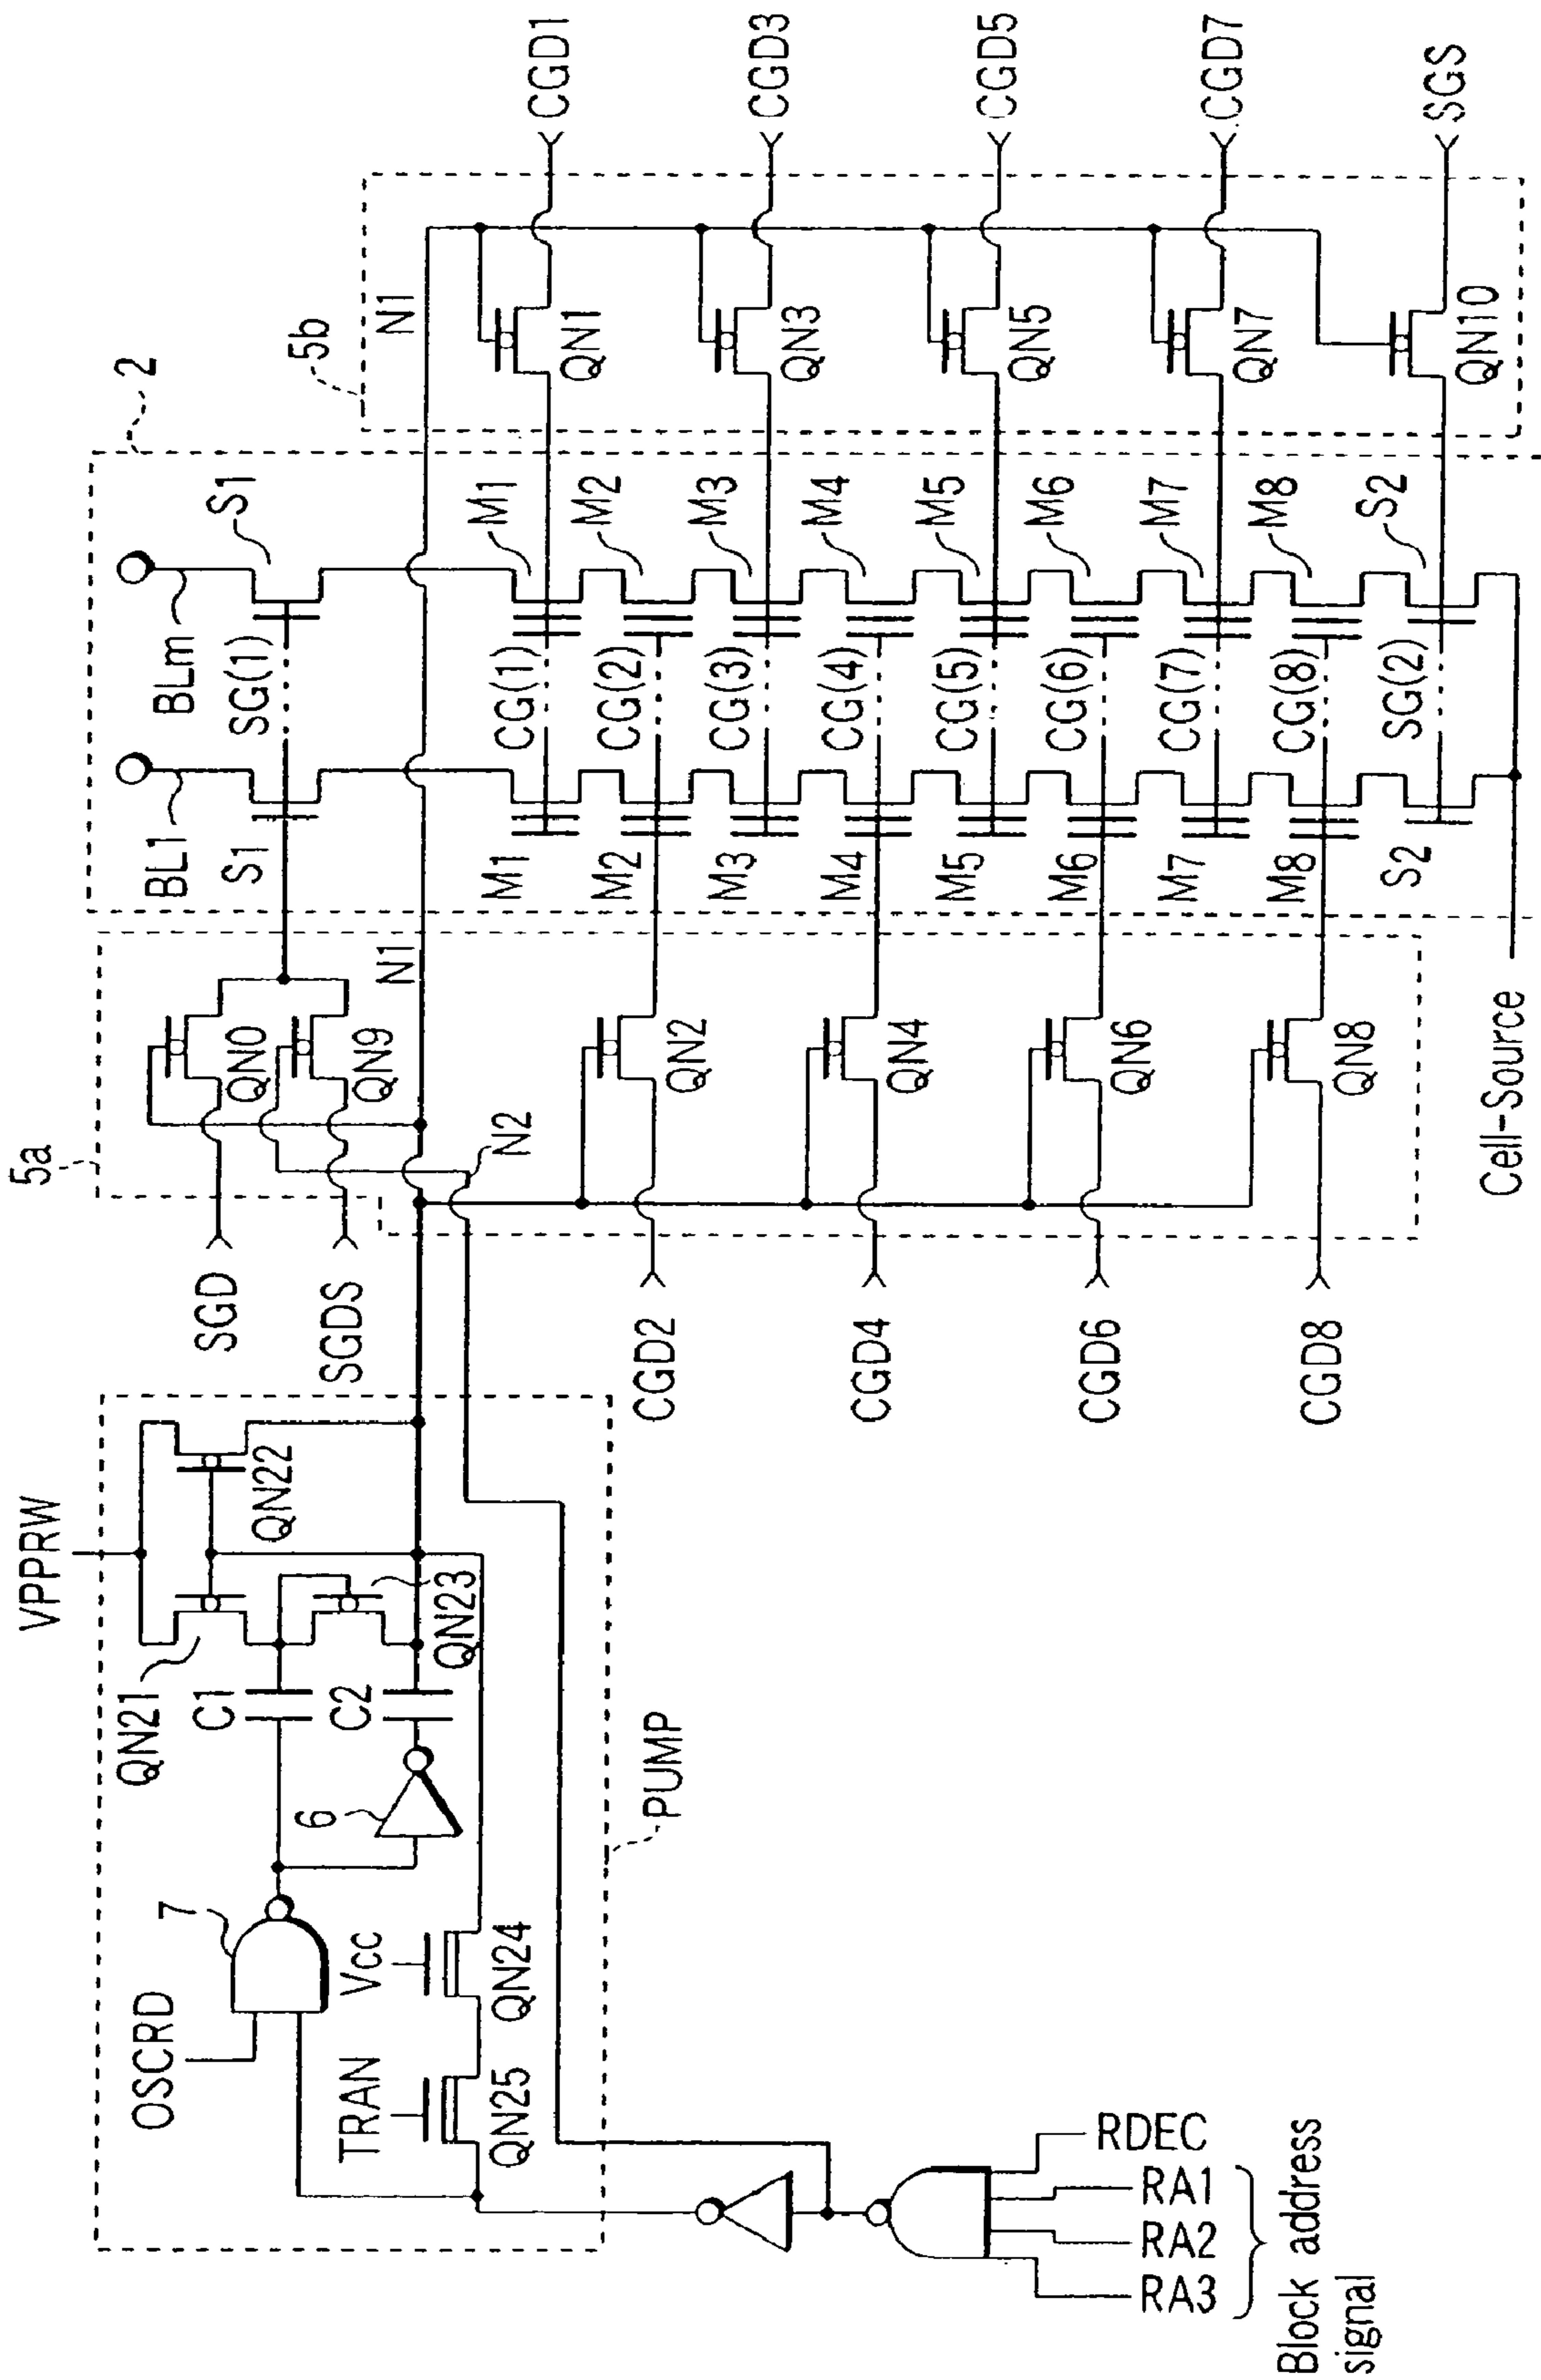 VPPRW
QN21
QN22
C1
C2
QN23
OSCRD
7
6
Vcc
QN24
TRAN
QN25
PUMP
RDEC
RA1
RA2
RA3
Block address
signal
5a
SGD
SGDS
QN0
QN9
N1
N2
CGD2
QN2
CGD4
QN4
CGD6
QN6
CGD8
QN8
Cell-Source
2
BL1
BLm
S1
SG(1)
S1
M1
CG(1)
M1
M2
CG(2)
M2
M3
CG(3)
M3
M4
CG(4)
M4
M5
CG(5)
M5
M6
CG(6)
M6
M7
CG(7)
M7
M8
CG(8)
M8
S2
SG(2)
S2
5b
N1
QN1
CGD1
QN3
CGD3
QN5
CGD5
QN7
CGD7
QN10
SGS